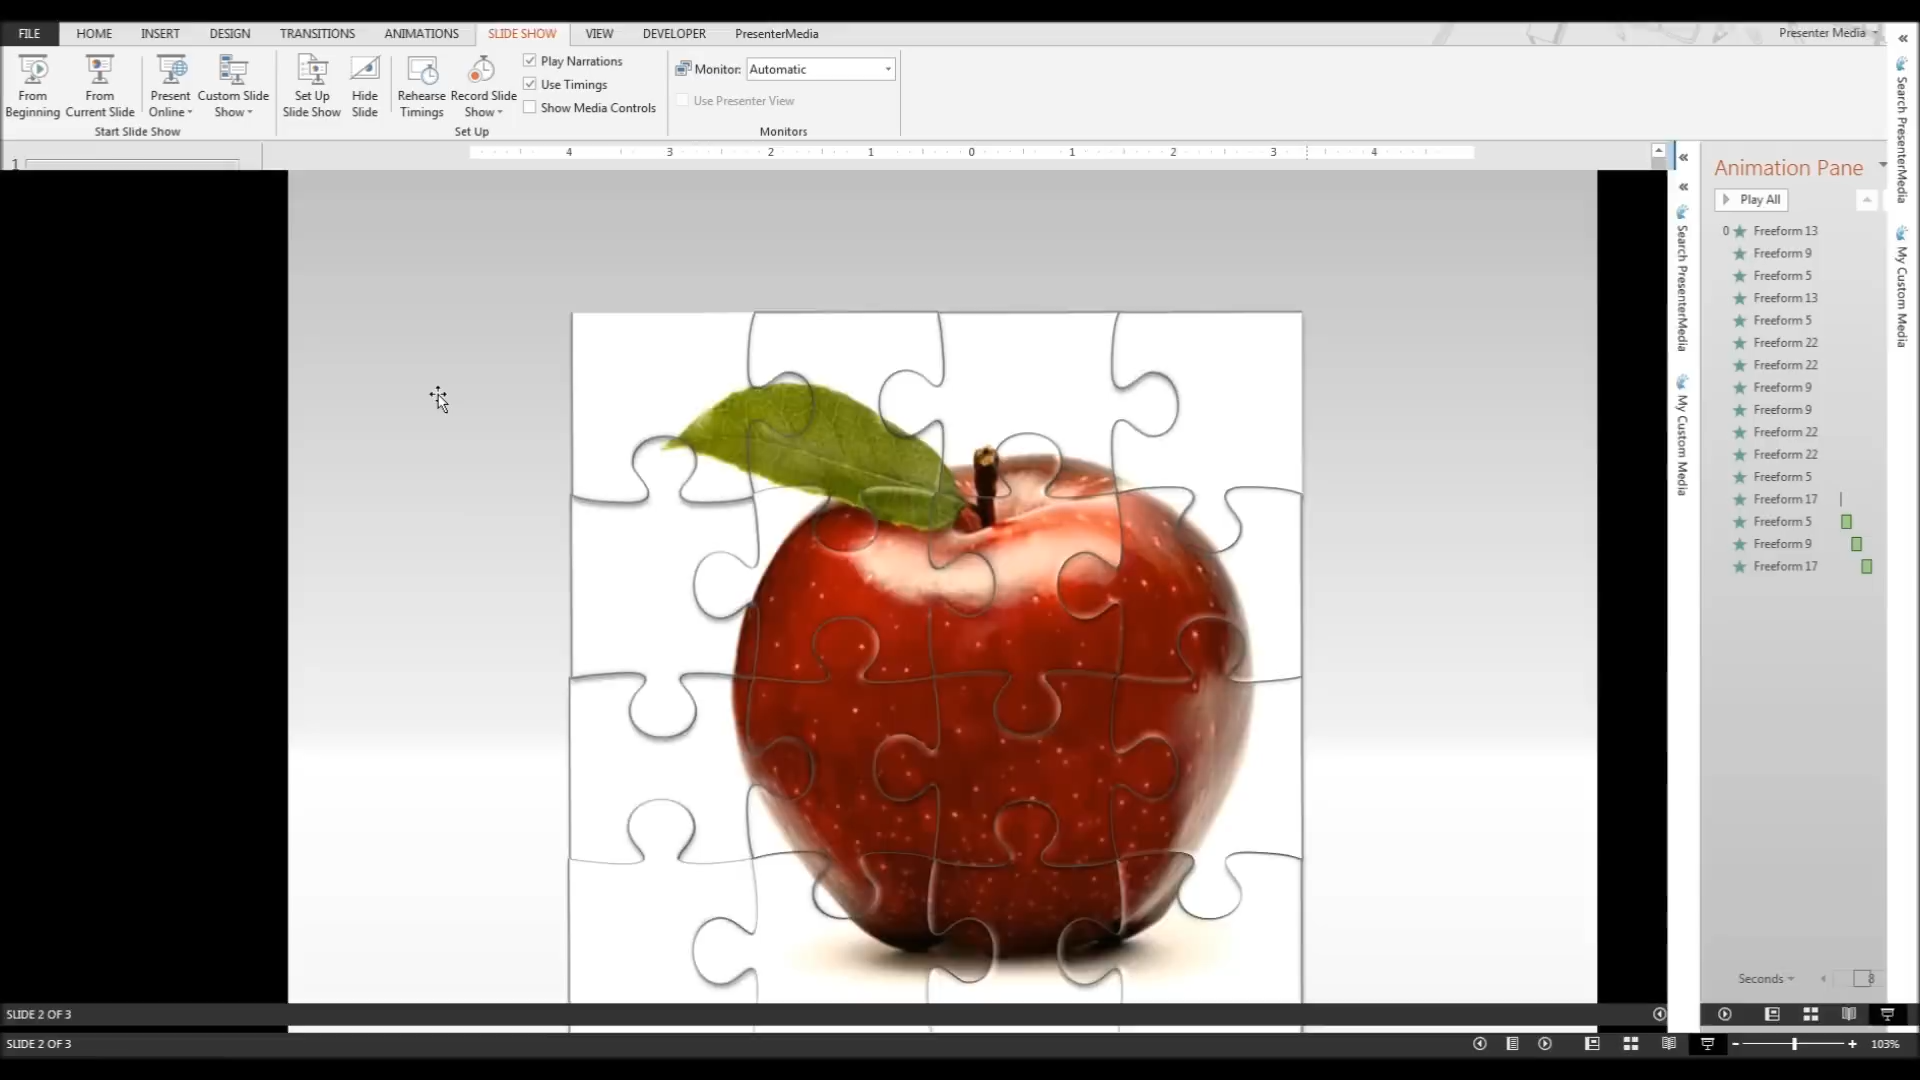 FILE HOME INSERT DESIGN TRANSITIONS ANIMATIONS SLIDE SHOW VIEW DEVELOPER PresenterMedia Presenter Media
From Beginning
From Current Slide
Present Online
Custom Slide Show
Start Slide Show
Set Up Slide Show
Hide Slide
Rehearse Timings
Record Slide Show
Play Narrations
Use Timings
Show Media Controls
Set Up
Monitor: Automatic
Use Presenter View
Monitors
4 3 2 1 0 1 2 3 4
1
Search PresenterMedia
My Custom Media
Search PresenterMedia
My Custom Media
Animation Pane
Play All
0 Freeform 13
Freeform 9
Freeform 5
Freeform 13
Freeform 5
Freeform 22
Freeform 22
Freeform 9
Freeform 9
Freeform 22
Freeform 22
Freeform 5
Freeform 17
Freeform 5
Freeform 9
Freeform 17
Seconds 8
SLIDE 2 OF 3
SLIDE 2 OF 3
103%